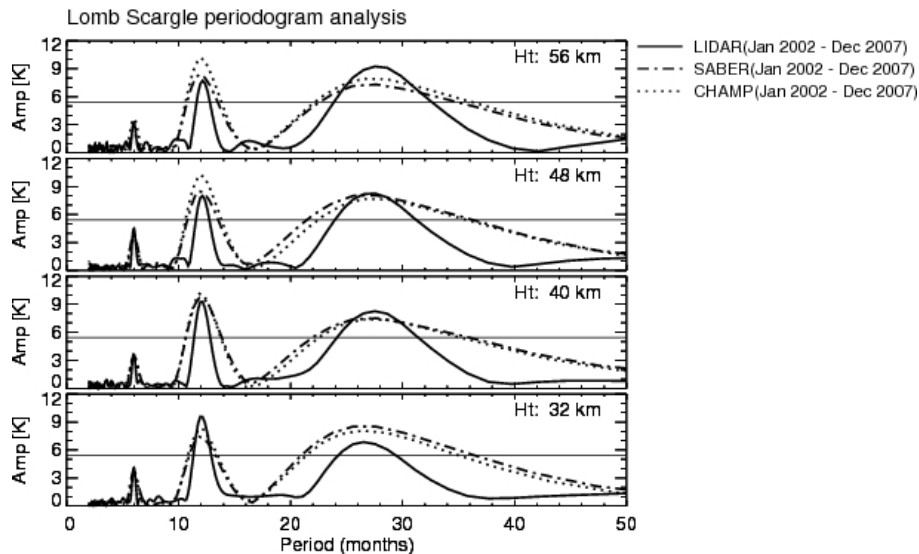 Lomb Scargle periodogram analysis
12
9
6
3
0
Amp [K]
Ht: 56 km
LIDAR(Jan 2002 - Dec 2007)
SABER(Jan 2002 - Dec 2007)
CHAMP(Jan 2002 - Dec 2007)
12
9
6
3
0
Amp [K]
Ht: 48 km
12
9
6
3
0
Amp [K]
Ht: 40 km
12
9
6
3
0
Amp [K]
Ht: 32 km
0 10 20 30 40 50
Period (months)